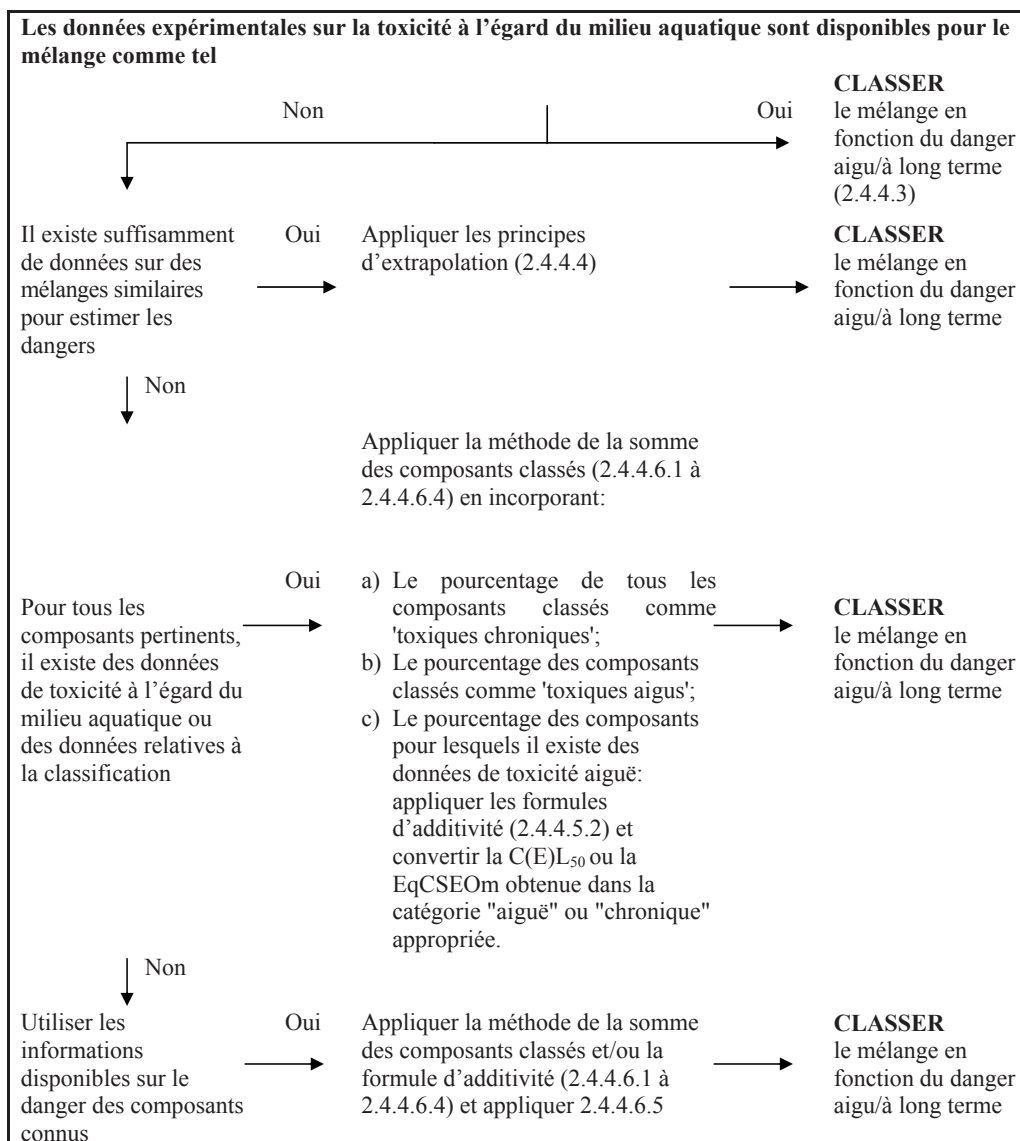 Les données expérimentales sur la toxicité à l'égard du milieu aquatique sont disponibles pour le
mélange comme tel
Non
Oui
CLASSER
le mélange en
fonction du danger
aigu/à long terme
(2.4.4.3)
Il existe suffisamment
de données sur des
mélanges similaires
pour estimer les
dangers
Oui
Appliquer les principes
d'extrapolation (2.4.4.4)
CLASSER
le mélange en
fonction du danger
aigu/à long terme
Non
Appliquer la méthode de la somme
des composants classés (2.4.4.6.1 à
2.4.4.6.4) en incorporant:
Pour tous les
composants pertinents,
il existe des données
de toxicité à l'égard du
milieu aquatique ou
des données relatives à
la classification
Oui
a) Le pourcentage de tous les
composants classés comme
'toxiques chroniques';
b) Le pourcentage des composants
classés comme 'toxiques aigus';
c) Le pourcentage des composants
pour lesquels il existe des
données de toxicité aiguë:
appliquer les formules
d'additivité (2.4.4.5.2) et
convertir la C(E)L50 ou la
EqCSEOm obtenue dans la
catégorie "aiguë" ou "chronique"
appropriée.
CLASSER
le mélange en
fonction du danger
aigu/à long terme
Non
Utiliser les
informations
disponibles sur le
danger des composants
connus
Oui
Appliquer la méthode de la somme
des composants classés et/ou la
formule d'additivité (2.4.4.6.1 à
2.4.4.6.4) et appliquer 2.4.4.6.5
CLASSER
le mélange en
fonction du danger
aigu/à long terme